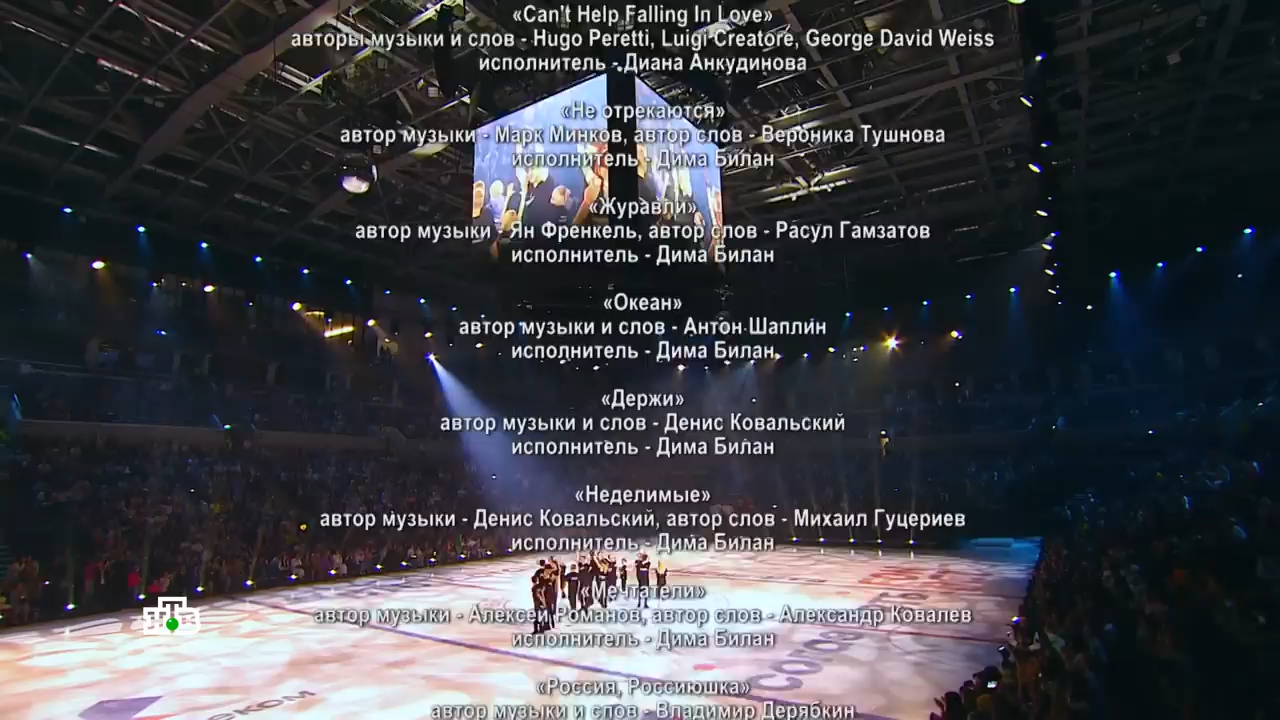 «Can't Help Falling In Love»
авторы музыки и слов - Hugo Peretti, Luigi Creatore, George David Weiss
исполнитель - Диана Анкудинова
«Не отрекаются»
автор музыки - Марк Минков, автор слов - Вероника Тушнова
исполнитель - Дима Билан
«Журавли»
автор музыки - Ян Френкель, автор слов - Расул Гамзатов
исполнитель - Дима Билан
«Океан»
автор музыки и слов - Антон Шаплин
исполнитель - Дима Билан
«Держи»
автор музыки и слов - Денис Ковальский
исполнитель - Дима Билан
«Неделимые»
автор музыки - Денис Ковальский, автор слов - Михаил Гуцериев
исполнитель - Дима Билан
«Мечтатели»
автор музыки - Алексей Романов, автор слов - Александр Ковалев
исполнитель - Дима Билан
«Россия, Россиюшка»
автор музыки и слов - Владимир Дерябкин
НТВ